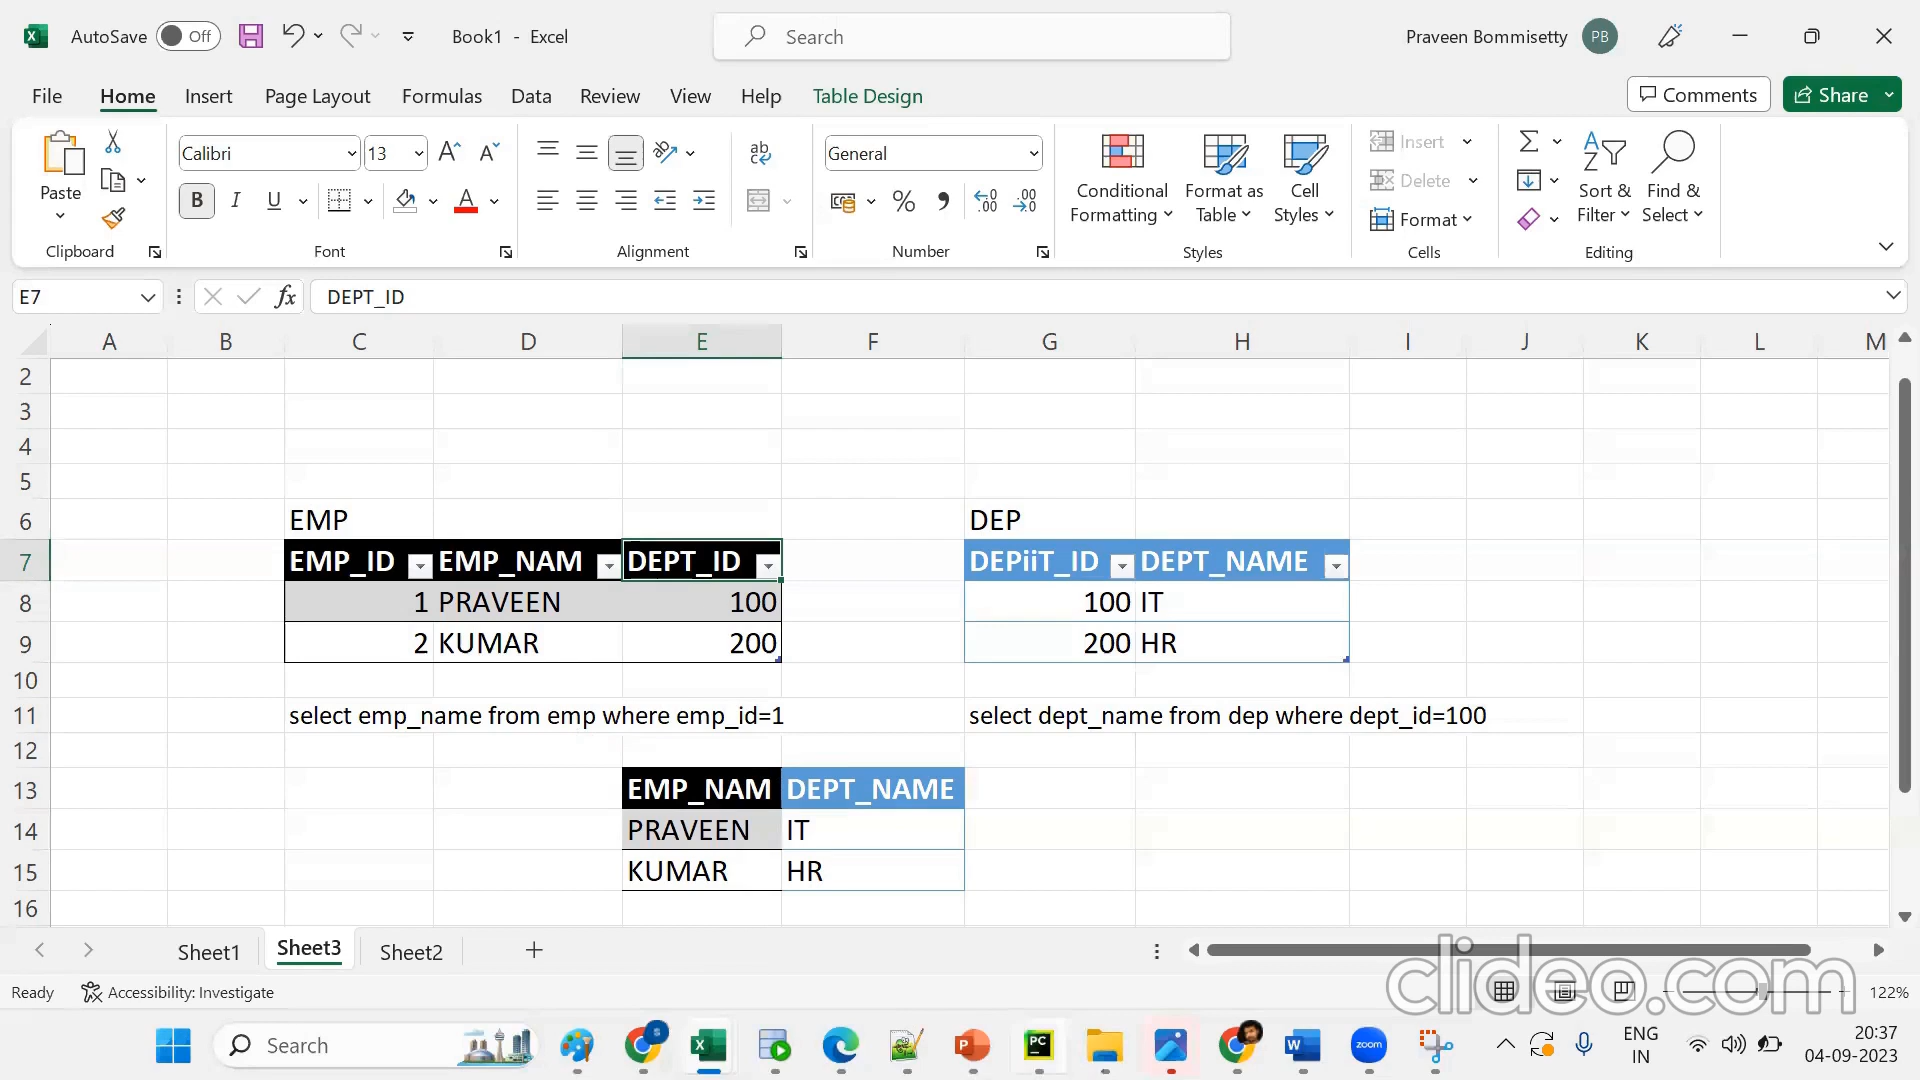 AutoSave Off Book1 - Excel Search Praveen Bommisetty PB
File Home Insert Page Layout Formulas Data Review View Help Table Design Comments Share
Calibri 13 General Insert
Paste Conditional Format as Cell Delete Sort & Find &
Formatting Table Styles Format Filter Select
Clipboard Font Alignment Number Styles Cells Editing
E7 fx DEPT_ID
A B C D E F G H I J K L M
2
3
4
5
6 EMP DEP
7 EMP_ID EMP_NAM DEPT_ID DEPiiT_ID DEPT_NAME
8 1 PRAVEEN 100 100 IT
9 2 KUMAR 200 200 HR
10
11 select emp_name from emp where emp_id=1 select dept_name from dep where dept_id=100
12
13 EMP_NAM DEPT_NAME
14 PRAVEEN IT
15 KUMAR HR
16
Sheet1 Sheet3 Sheet2
clideo.com
Ready Accessibility: Investigate 122%
Search PC zoom ENG 20:37
IN 04-09-2023